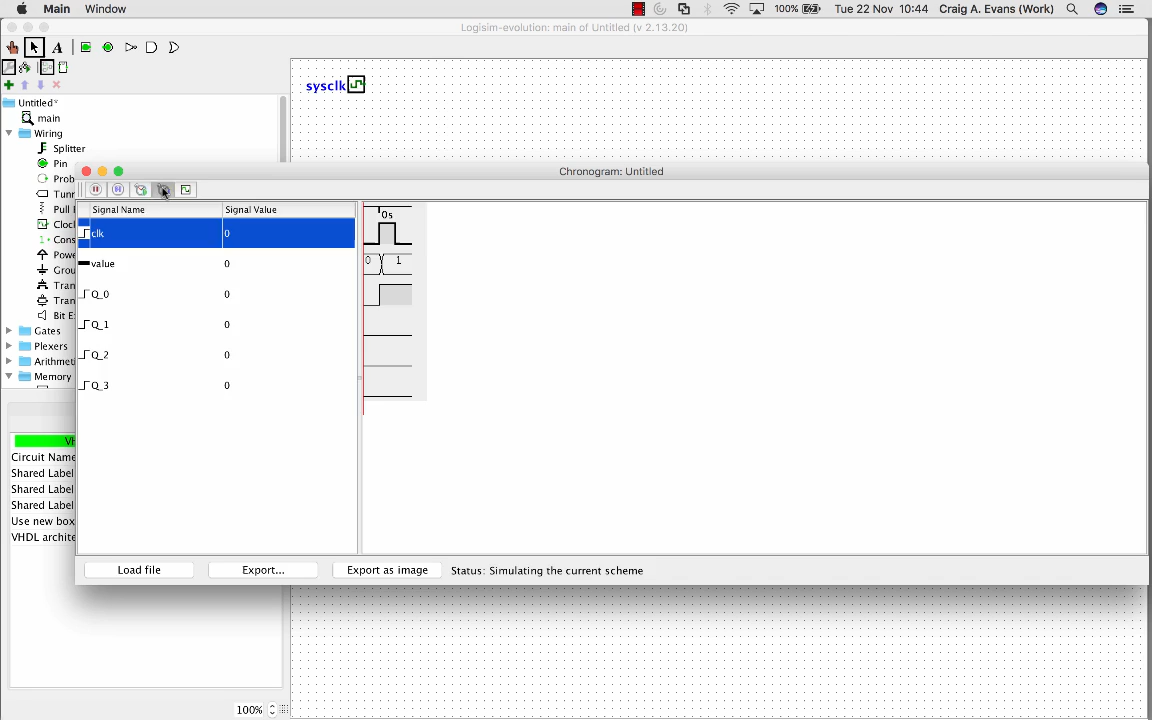 Main Window 100% Tue 22 Nov 10:44 Craig A. Evans (Work)
Logisim-evolution: main of Untitled (v 2.13.20)
A
sysclk
Untitled*
main
Wiring
Splitter
Pin
Prob
Tunn
Pull
Clock
Cons
Powe
Grou
Tran
Tran
Bit E
Gates
Plexers
Arithmeti
Memory
Chronogram: Untitled
Signal Name Signal Value
clk 0
value 0
Q_0 0
Q_1 0
Q_2 0
Q_3 0
0s
0 1
VH
Circuit Name
Shared Label
Shared Label
Shared Label
Use new box
VHDL archite
Load file Export... Export as image Status: Simulating the current scheme
100%